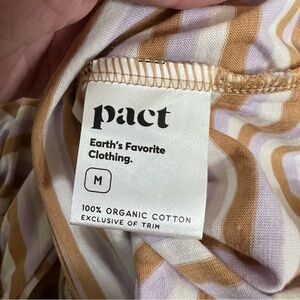 pact
Earth's Favorite
Clothing.
M
100% ORGANIC COTTON
EXCLUSIVE OF TRIM